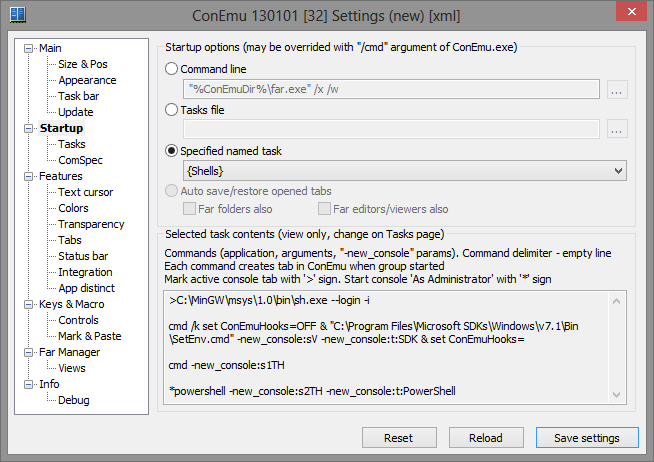 ConEmu 130101 [32] Settings (new) [xml]
Main
Size & Pos
Appearance
Task bar
Update
Startup
Tasks
ComSpec
Features
Text cursor
Colors
Transparency
Tabs
Status bar
Integration
App distinct
Keys & Macro
Controls
Mark & Paste
Far Manager
Views
Info
Debug
Startup options (may be overrided with "/cmd" argument of ConEmu.exe)
Command line
"%ConEmuDir%\far.exe" /x /w
...
Tasks file
...
Specified named task
{Shells}
Auto save/restore opened tabs
Far folders also
Far editors/viewers also
Selected task contents (view only, change on Tasks page)
Commands (application, arguments, "-new_console" params). Command delimiter - empty line
Each command creates tab in ConEmu when group started
Mark active console tab with '>' sign. Start console 'As Administrator' with '*' sign
>C:\MinGW\msys\1.0\bin\sh.exe --login -i
cmd /k set ConEmuHooks=OFF & "C:\Program Files\Microsoft SDKs\Windows\v7.1\Bin
\SetEnv.cmd" -new_console:sV -new_console:t:SDK & set ConEmuHooks=
cmd -new_console:s1TH
*powershell -new_console:s2TH -new_console:t:PowerShell
Reset
Reload
Save settings